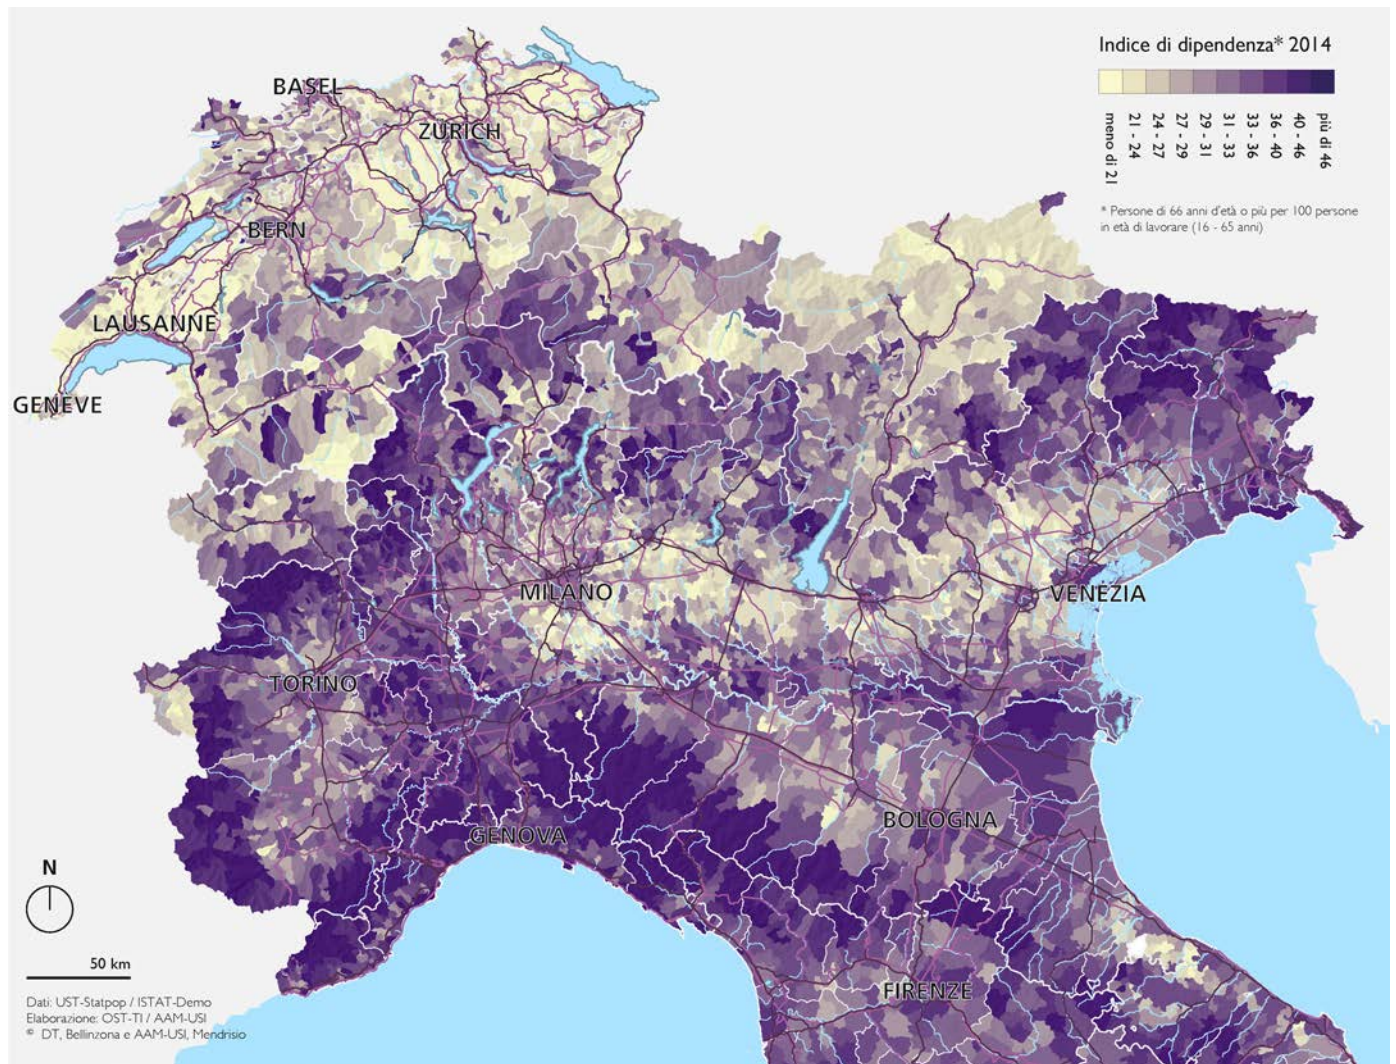 Indice di dipendenza* 2014
meno di 21
21 - 24
24 - 27
27 - 29
29 - 31
31 - 33
33 - 36
36 - 40
40 - 46
più di 46
* Persone di 66 anni d'età o più per 100 persone
in età di lavorare (16 - 65 anni)
BASEL
ZÜRICH
BERN
LAUSANNE
GENÈVE
MILANO
VENEZIA
TORINO
BOLOGNA
GENOVA
FIRENZE
N
50 km
Dati: UST-Statpop / ISTAT-Demo
Elaborazione: OST-TI / AAM-USI
© DT, Bellinzona e AAM-USI, Mendrisio